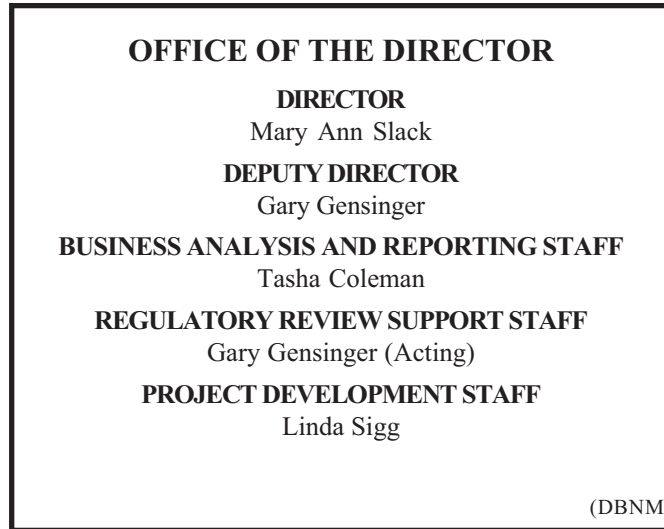 OFFICE OF THE DIRECTOR
DIRECTOR
Mary Ann Slack
DEPUTY DIRECTOR
Gary Gensinger
BUSINESS ANALYSIS AND REPORTING STAFF
Tasha Coleman
REGULATORY REVIEW SUPPORT STAFF
Gary Gensinger (Acting)
PROJECT DEVELOPMENT STAFF
Linda Sigg
(DBNM